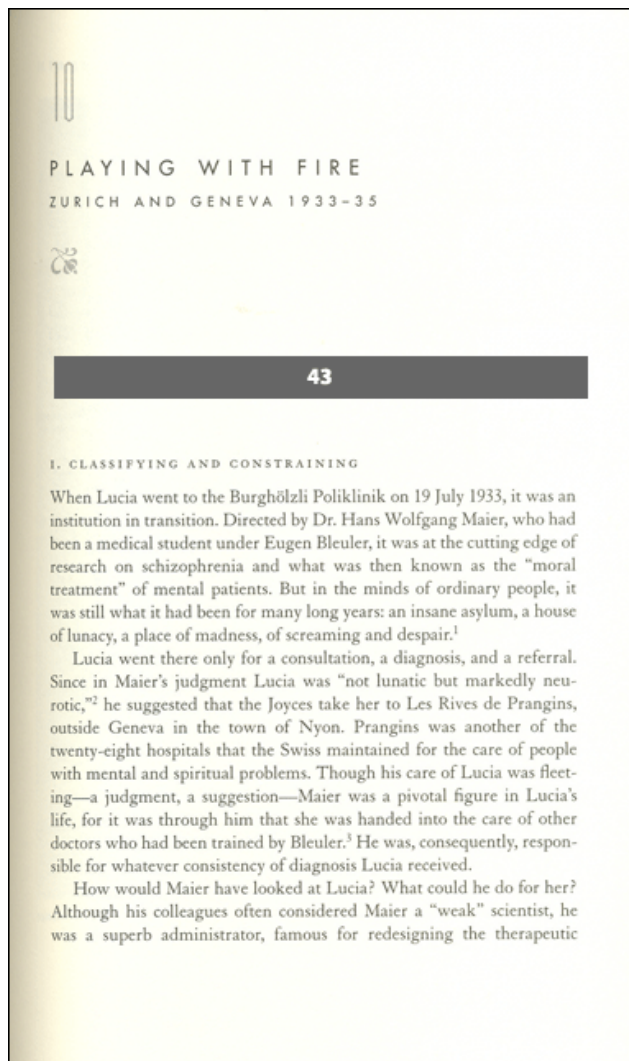 10
PLAYING WITH FIRE
ZURICH AND GENEVA 1933–35
43
I. CLASSIFYING AND CONSTRAINING
When Lucia went to the Burghölzli Poliklinik on 19 July 1933, it was an
institution in transition. Directed by Dr. Hans Wolfgang Maier, who had
been a medical student under Eugen Bleuler, it was at the cutting edge of
research on schizophrenia and what was then known as the “moral
treatment” of mental patients. But in the minds of ordinary people, it
was still what it had been for many long years: an insane asylum, a house
of lunacy, a place of madness, of screaming and despair.¹
Lucia went there only for a consultation, a diagnosis, and a referral.
Since in Maier’s judgment Lucia was “not lunatic but markedly neu-
rotic,”² he suggested that the Joyces take her to Les Rives de Prangins,
outside Geneva in the town of Nyon. Prangins was another of the
twenty-eight hospitals that the Swiss maintained for the care of people
with mental and spiritual problems. Though his care of Lucia was fleet-
ing—a judgment, a suggestion—Maier was a pivotal figure in Lucia’s
life, for it was through him that she was handed into the care of other
doctors who had been trained by Bleuler.³ He was, consequently, respon-
sible for whatever consistency of diagnosis Lucia received.
How would Maier have looked at Lucia? What could he do for her?
Although his colleagues often considered Maier a “weak” scientist, he
was a superb administrator, famous for redesigning the therapeutic